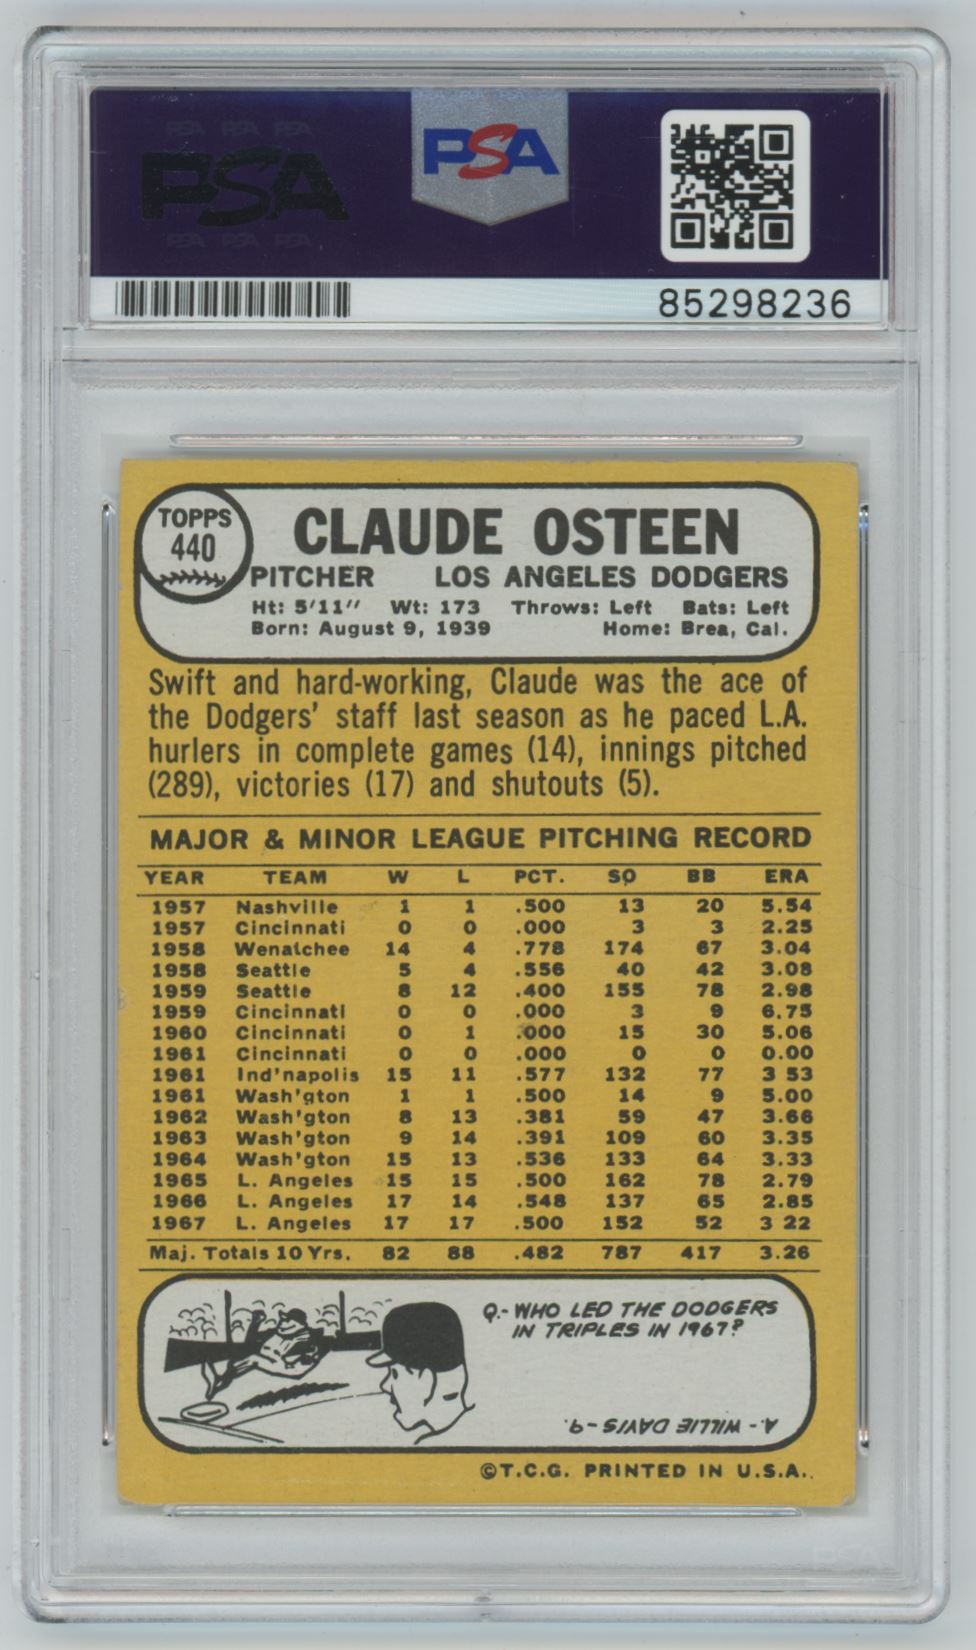 PSA PSA PSA
PSA
PSA PSA PSA
PSA
85298236
TOPPS
440
CLAUDE OSTEEN
PITCHER LOS ANGELES DODGERS
Ht: 5'11" Wt: 173 Throws: Left Bats: Left
Born: August 9, 1939 Home: Brea, Cal.
Swift and hard-working, Claude was the ace of
the Dodgers' staff last season as he paced L.A.
hurlers in complete games (14), innings pitched
(289), victories (17) and shutouts (5).
MAJOR & MINOR LEAGUE PITCHING RECORD
YEAR TEAM W L PCT. SO BB ERA
1957 Nashville 1 1 .500 13 20 5.54
1957 Cincinnati 0 0 .000 3 3 2.25
1958 Wenatchee 14 4 .778 174 67 3.04
1958 Seattle 5 4 .556 40 42 3.08
1959 Seattle 8 12 .400 155 78 2.98
1959 Cincinnati 0 0 .000 3 9 6.75
1960 Cincinnati 0 1 .000 15 30 5.06
1961 Cincinnati 0 0 .000 0 0 0.00
1961 Ind'napolis 15 11 .577 132 77 3 53
1961 Wash'gton 1 1 .500 14 9 5.00
1962 Wash'gton 8 13 .381 59 47 3.66
1963 Wash'gton 9 14 .391 109 60 3.35
1964 Wash'gton 15 13 .536 133 64 3.33
1965 L. Angeles 15 15 .500 162 78 2.79
1966 L. Angeles 17 14 .548 137 65 2.85
1967 L. Angeles 17 17 .500 152 52 3 22
Maj. Totals 10 Yrs. 82 88 .482 787 417 3.26
Q.- WHO LED THE DODGERS
IN TRIPLES IN 1967?
A. - WILLIE DAVIS - 9.
©T.C.G. PRINTED IN U.S.A.
PSA